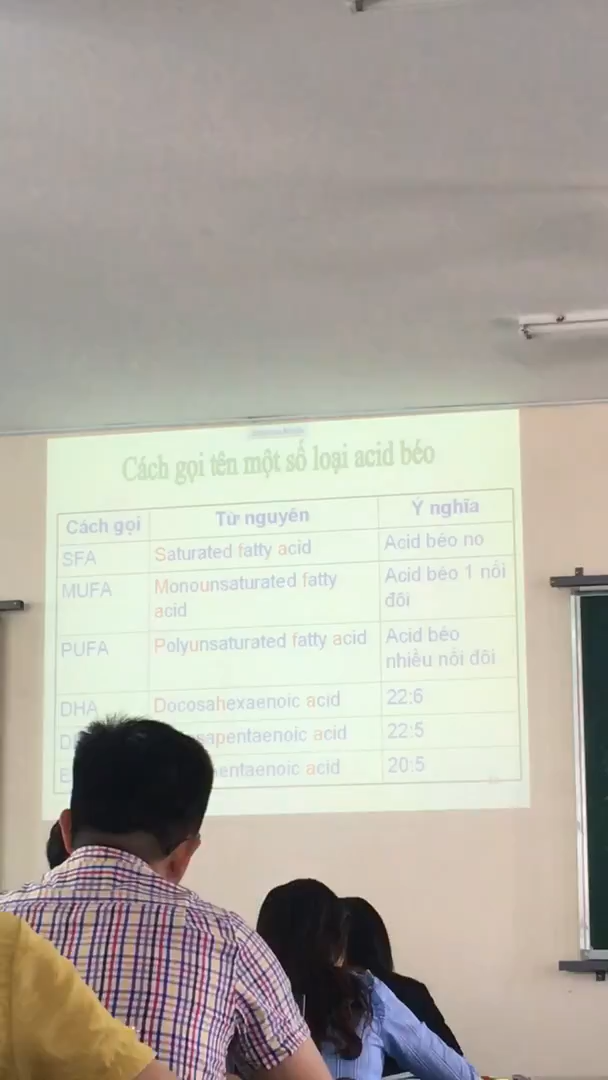 Cách gọi tên một số loại acid béo
Cách gọi Từ nguyên Ý nghĩa
SFA Saturated fatty acid Acid béo no
MUFA Monounsaturated fatty acid Acid béo 1 nối đôi
PUFA Polyunsaturated fatty acid Acid béo nhiều nối đôi
DHA Docosahexaenoic acid 22:6
acid 22:5
acid 20:5